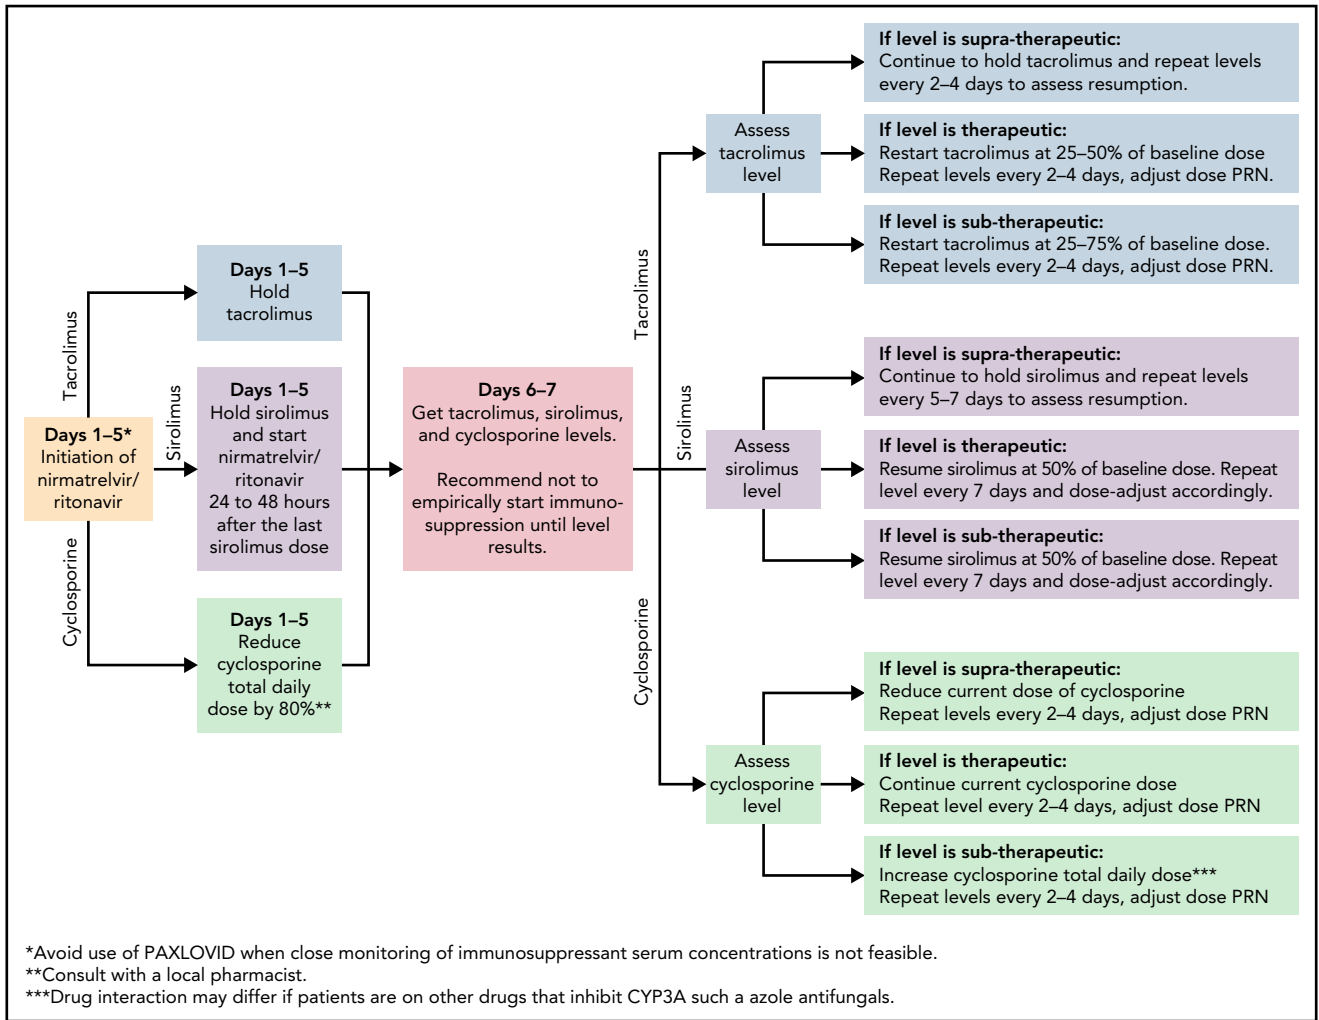 Days 1–5*
Initiation of
nirmatrelvir/
ritonavir
Tacrolimus
Sirolimus
Cyclosporine
Days 1–5
Hold
tacrolimus
Days 1–5
Hold sirolimus
and start
nirmatrelvir/
ritonavir
24 to 48 hours
after the last
sirolimus dose
Days 1–5
Reduce
cyclosporine
total daily
dose by 80%**
Days 6–7
Get tacrolimus, sirolimus,
and cyclosporine levels.
Recommend not to
empirically start immuno-
suppression until level
results.
Tacrolimus
Sirolimus
Cyclosporine
Assess
tacrolimus
level
If level is supra-therapeutic:
Continue to hold tacrolimus and repeat levels
every 2–4 days to assess resumption.
If level is therapeutic:
Restart tacrolimus at 25–50% of baseline dose
Repeat levels every 2–4 days, adjust dose PRN.
If level is sub-therapeutic:
Restart tacrolimus at 25–75% of baseline dose.
Repeat levels every 2–4 days, adjust dose PRN.
Assess
sirolimus
level
If level is supra-therapeutic:
Continue to hold sirolimus and repeat levels
every 5–7 days to assess resumption.
If level is therapeutic:
Resume sirolimus at 50% of baseline dose. Repeat
level every 7 days and dose-adjust accordingly.
If level is sub-therapeutic:
Resume sirolimus at 50% of baseline dose. Repeat
level every 7 days and dose-adjust accordingly.
Assess
cyclosporine
level
If level is supra-therapeutic:
Reduce current dose of cyclosporine
Repeat levels every 2–4 days, adjust dose PRN
If level is therapeutic:
Continue current cyclosporine dose
Repeat level every 2–4 days, adjust dose PRN
If level is sub-therapeutic:
Increase cyclosporine total daily dose***
Repeat levels every 2–4 days, adjust dose PRN
*Avoid use of PAXLOVID when close monitoring of immunosuppressant serum concentrations is not feasible.
**Consult with a local pharmacist.
***Drug interaction may differ if patients are on other drugs that inhibit CYP3A such a azole antifungals.